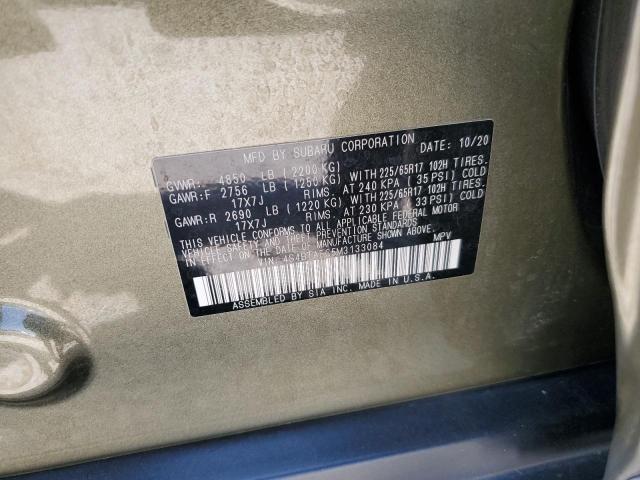 MFD BY SUBARU CORPORATION DATE: 10/20
GVWR: 4850 LB (2200 KG)
GAWR:F 2756 LB (1250 KG) WITH 225/65R17 102H TIRES.
17X7J RIMS. AT 240 KPA (35 PSI) COLD
GAWR:R 2690 LB (1220 KG) WITH 225/65R17 102H TIRES.
17X7J RIMS. AT 230 KPA (33 PSI) COLD
THIS VEHICLE CONFORMS TO ALL APPLICABLE FEDERAL MOTOR
VEHICLE SAFETY AND THEFT PREVENTION STANDARDS
IN EFFECT ON THE DATE OF MANUFACTURE SHOWN ABOVE.
M3133084 MPV
ASSEMBLED BY SIA INC. MADE IN U.S.A.